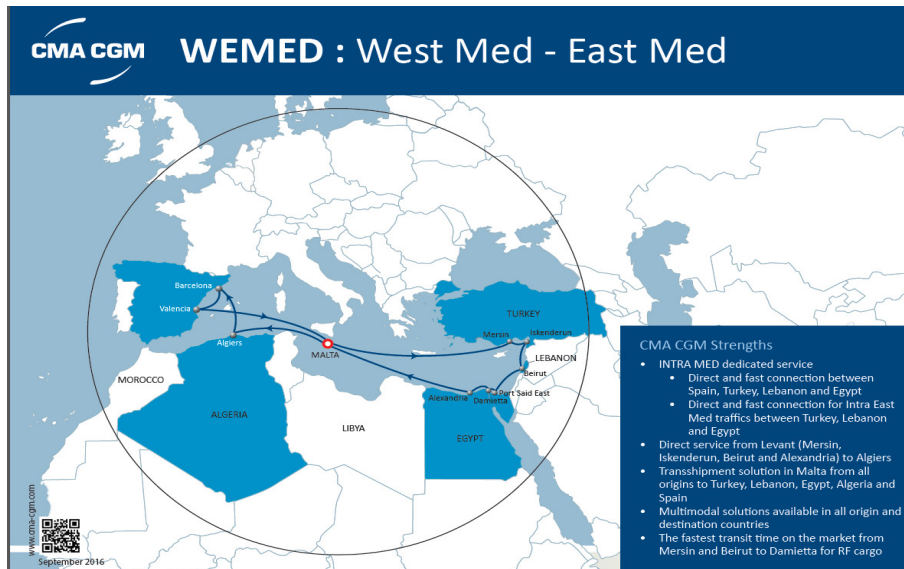 CMA CGM
WEMED : West Med - East Med
Barcelona
Valencia
Algiers
MALTA
TURKEY
Mersin
Iskenderun
LEBANON
Beirut
Port Said East
Damietta
Alexandria
MOROCCO
ALGERIA
LIBYA
EGYPT
CMA CGM Strengths
• INTRA MED dedicated service
• Direct and fast connection between
Spain, Turkey, Lebanon and Egypt
• Direct and fast connection for Intra East
Med traffics between Turkey, Lebanon
and Egypt
• Direct service from Levant (Mersin,
Iskenderun, Beirut and Alexandria) to Algiers
• Transshipment solution in Malta from all
origins to Turkey, Lebanon, Egypt, Algeria and
Spain
• Multimodal solutions available in all origin and
destination countries
• The fastest transit time on the market from
Mersin and Beirut to Damietta for RF cargo
www.cma-cgm.com
September 2016